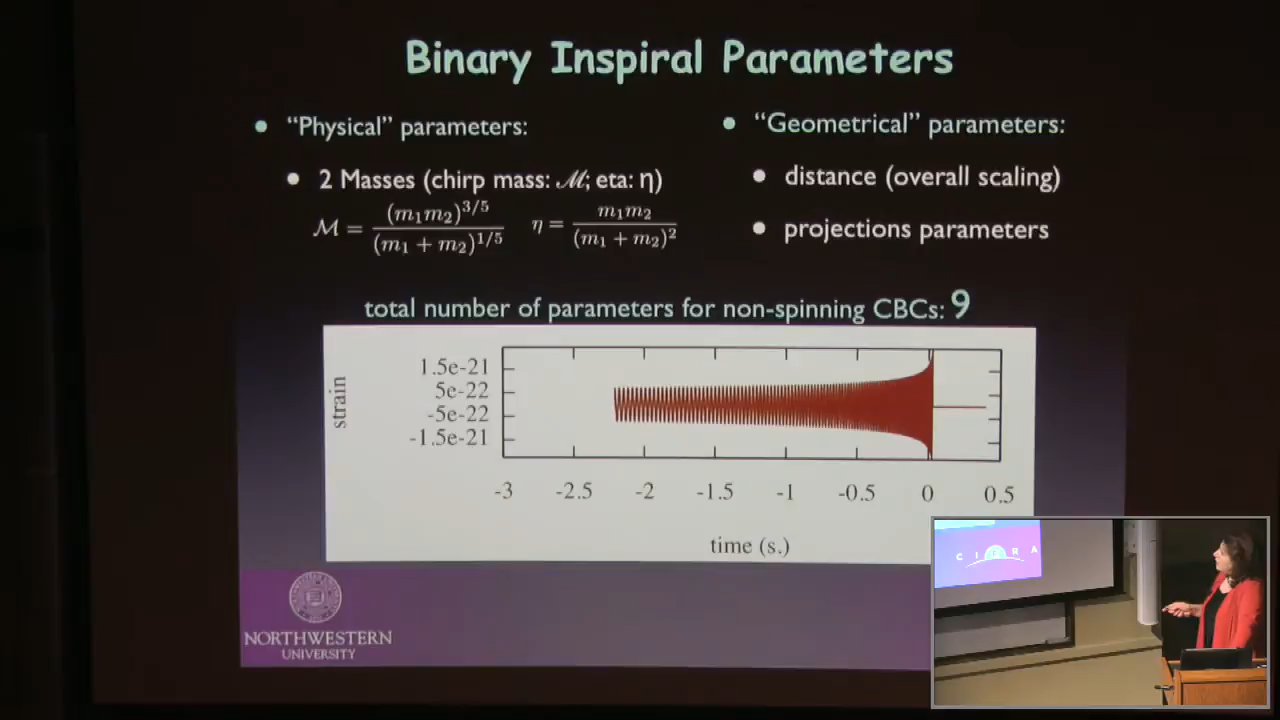 Binary Inspiral Parameters
• “Physical” parameters:
• 2 Masses (chirp mass: ℳ; eta: η)
ℳ = (m₁m₂)^3/5 / (m₁ + m₂)^1/5   η = m₁m₂ / (m₁ + m₂)²
• “Geometrical” parameters:
• distance (overall scaling)
• projections parameters
total number of parameters for non-spinning CBCs: 9
strain
1.5e-21
5e-22
-5e-22
-1.5e-21
-3 -2.5 -2 -1.5 -1 -0.5 0 0.5
time (s.)
NORTHWESTERN
UNIVERSITY
C I E R A